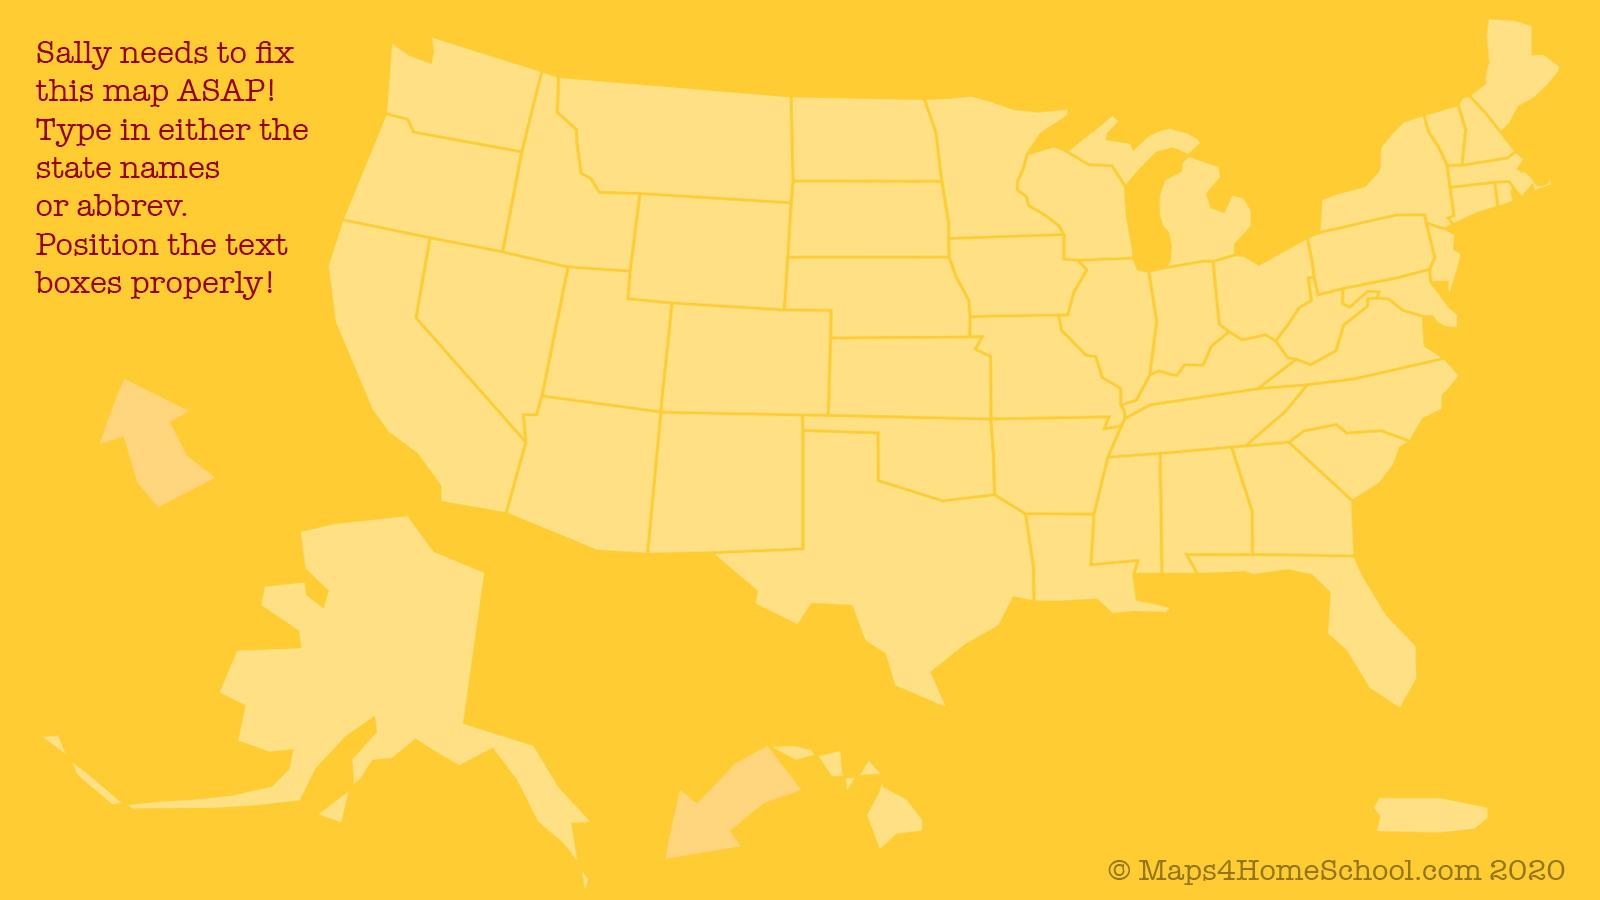 Sally needs to fix
this map ASAP!
Type in either the
state names
or abbrev.
Position the text
boxes properly!
© Maps4HomeSchool.com 2020